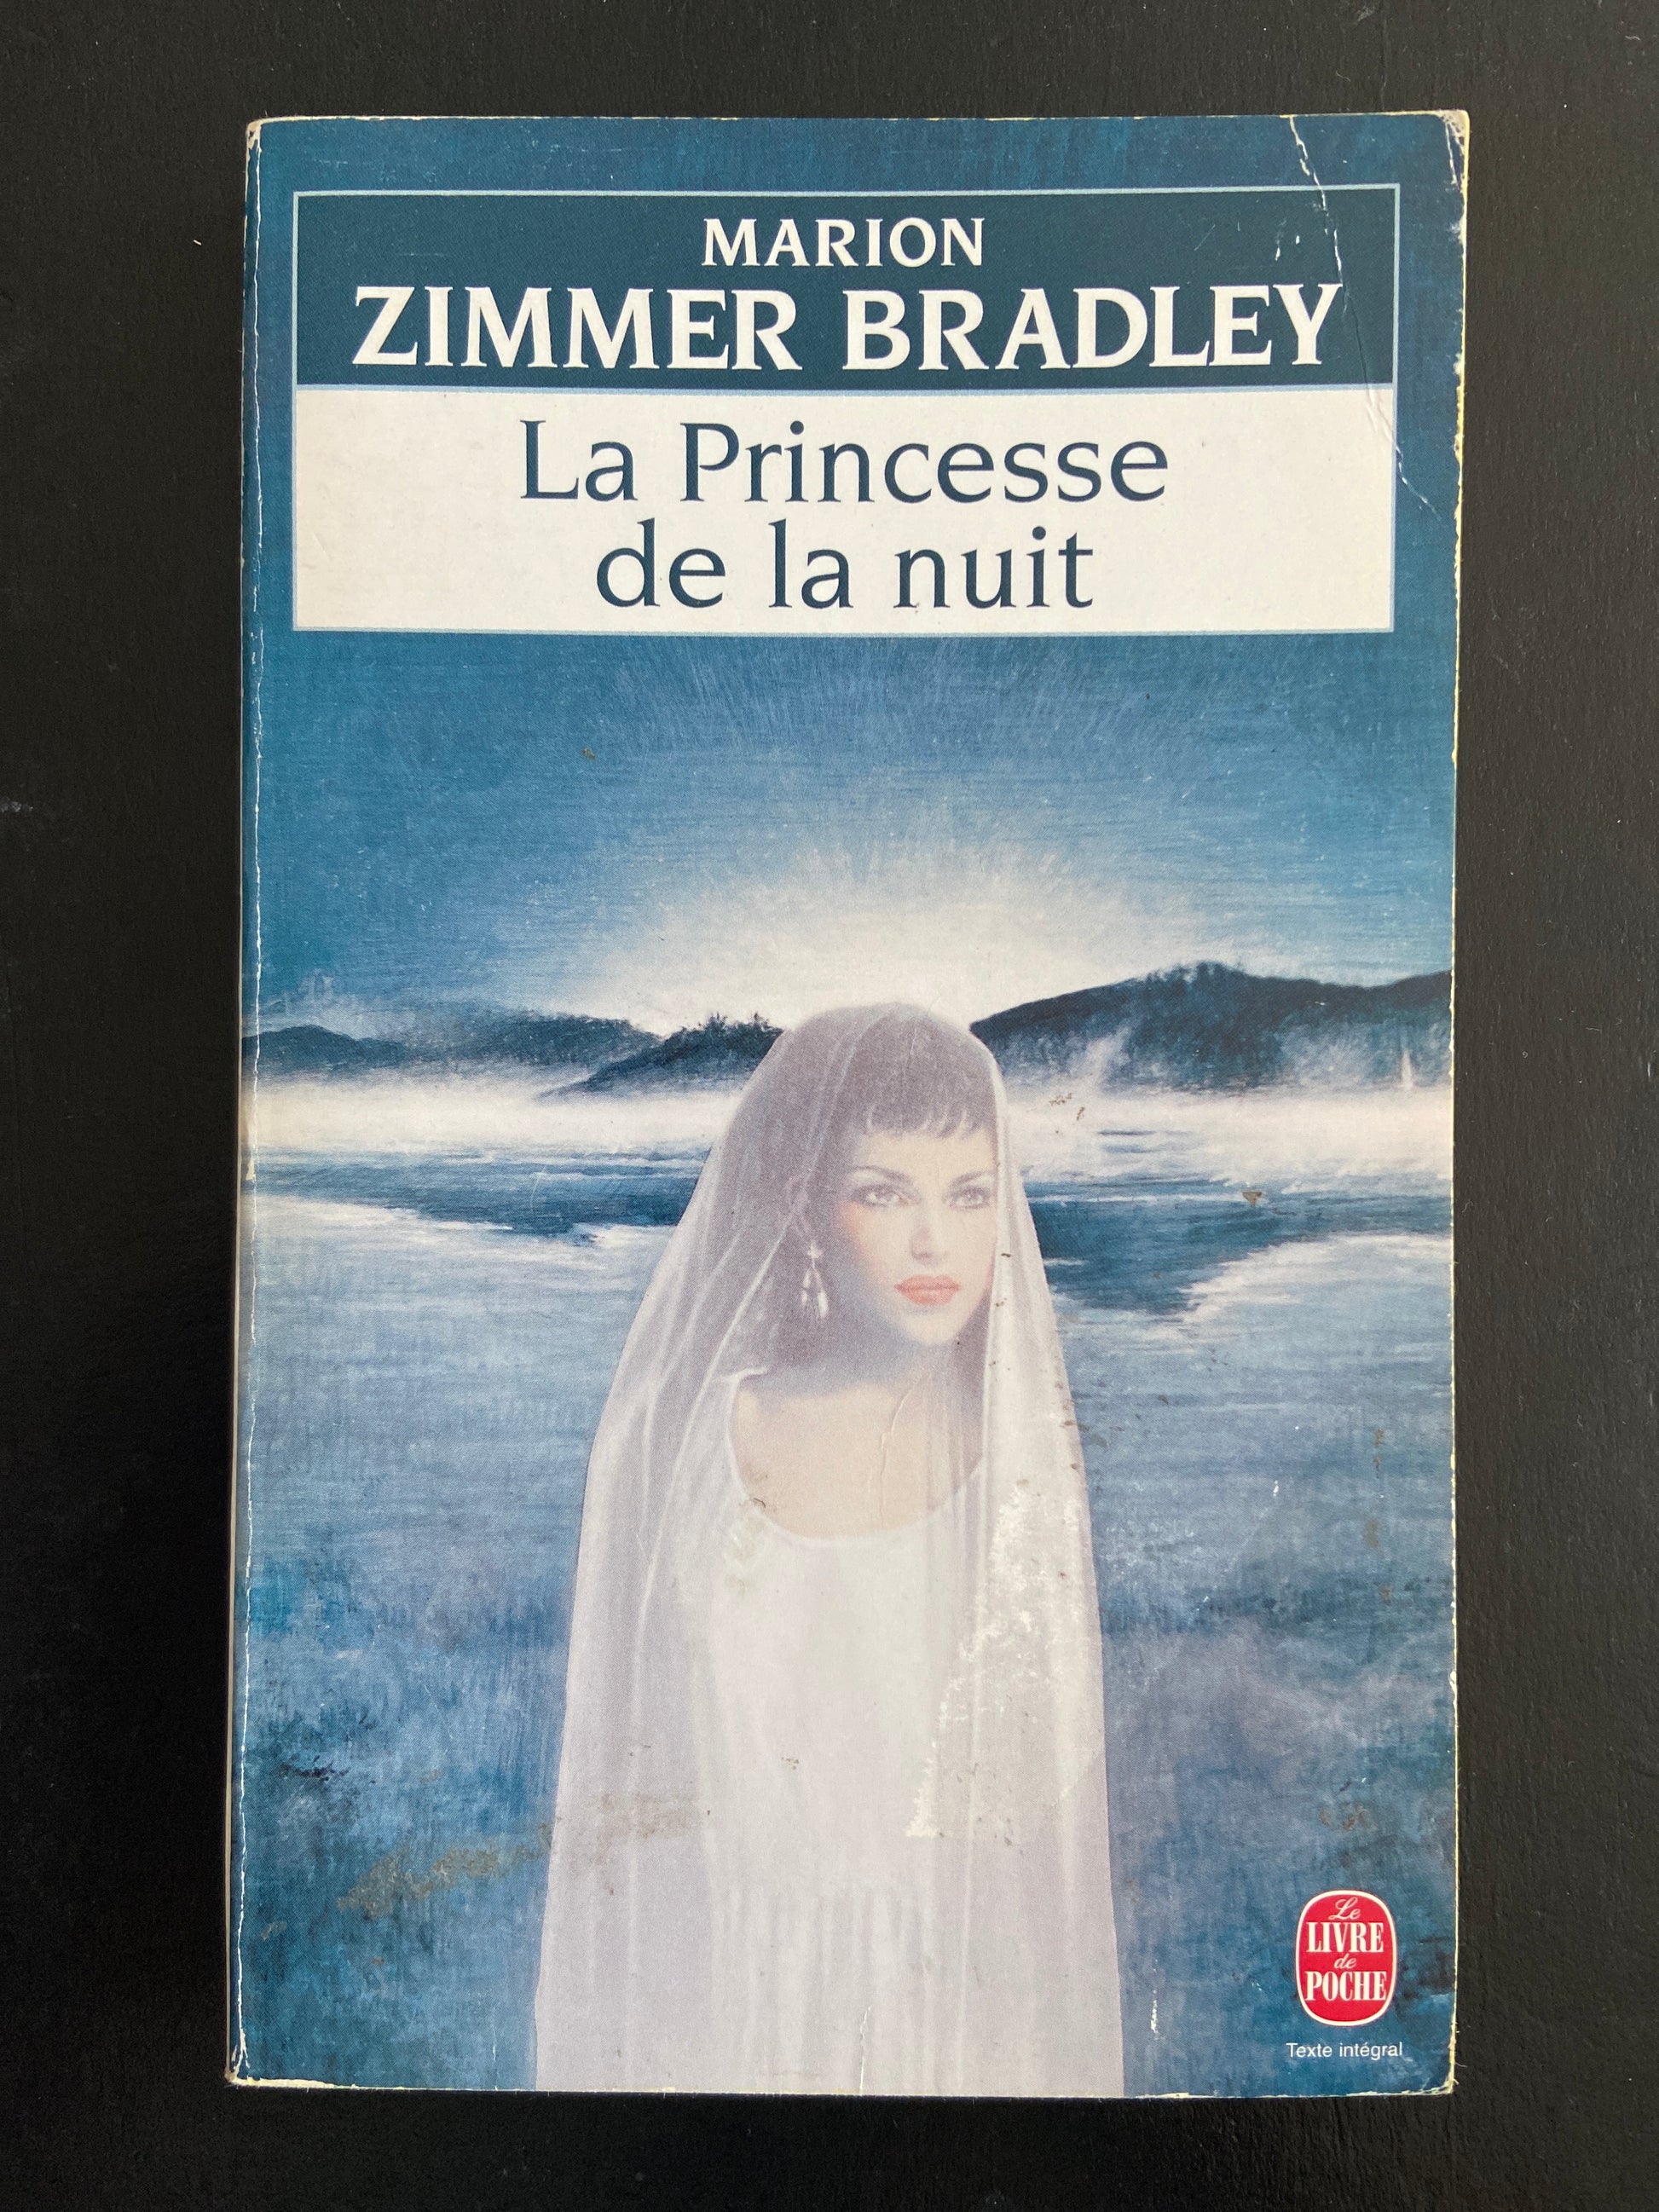 MARION
ZIMMER BRADLEY
La Princesse
de la nuit
Le
LIVRE
de
POCHE
Texte intégral